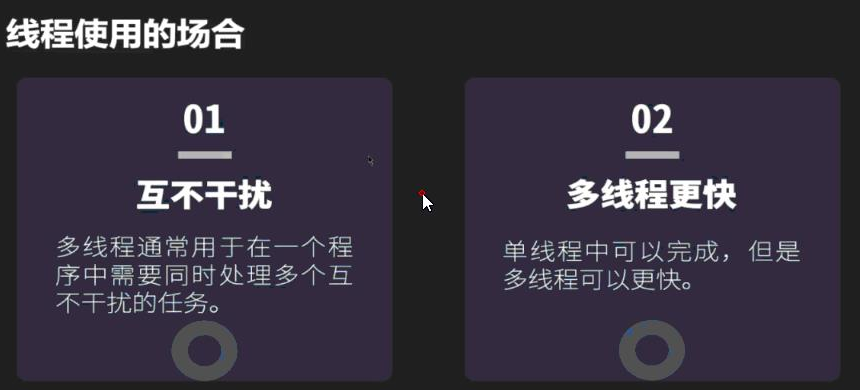 线程使用的场合
01
互不干扰
多线程通常用于在一个程
序中需要同时处理多个互
不干扰的任务。
02
多线程更快
单线程中可以完成，但是
多线程可以更快。